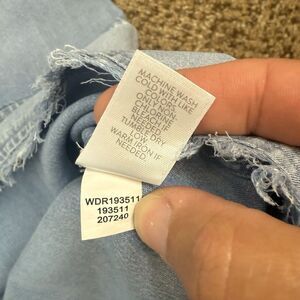 MACHINE WASH
COLD WITH LIKE
COLORS.
ONLY NON-
CHLORINE
BLEACH IF
NEEDED.
TUMBLE DRY
LOW.
WARM IRON IF
NEEDED.
WDR193511
193511
207240